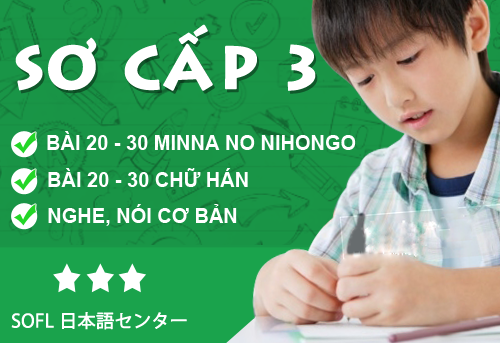 SƠ CẤP 3
BÀI 20 - 30 MINNA NO NIHONGO
BÀI 20 - 30 CHỮ HÁN
NGHE, NÓI CƠ BẢN
SOFL 日本語センター